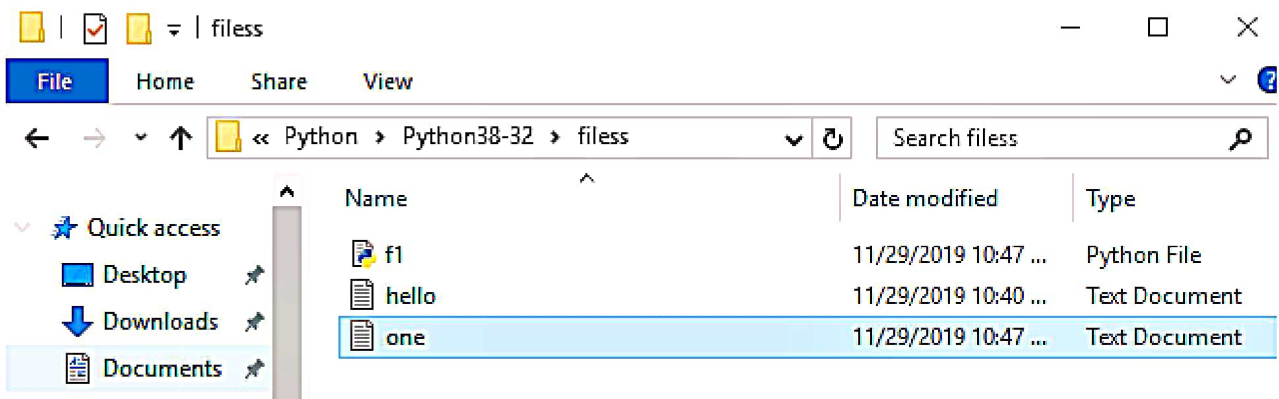 filess
File Home Share View
« Python > Python38-32 > filess Search filess
Name Date modified Type
Quick access
Desktop
Downloads
Documents
f1 11/29/2019 10:47 ... Python File
hello 11/29/2019 10:40 ... Text Document
one 11/29/2019 10:47 ... Text Document